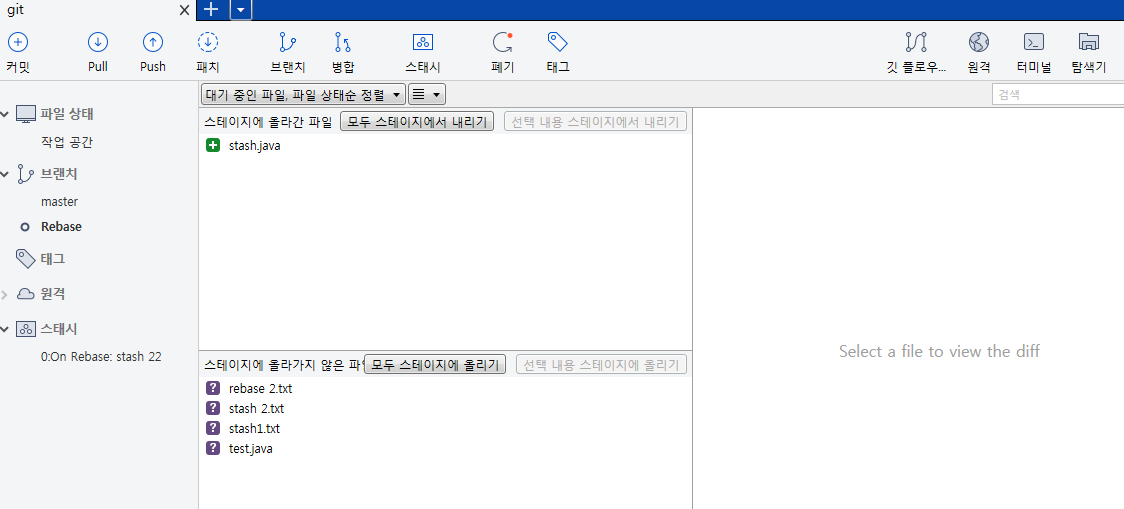 git
커밋 Pull Push 패치 브랜치 병합 스태시 폐기 태그 깃 플로우... 원격 터미널 탐색기
대기 중인 파일, 파일 상태순 정렬
검색
파일 상태
작업 공간
브랜치
master
Rebase
태그
원격
스태시
0:On Rebase: stash 22
스테이지에 올라간 파일 모두 스테이지에서 내리기 선택 내용 스테이지에서 내리기
stash.java
스테이지에 올라가지 않은 파일 모두 스테이지에 올리기 선택 내용 스테이지에 올리기
rebase 2.txt
stash 2.txt
stash1.txt
test.java
Select a file to view the diff